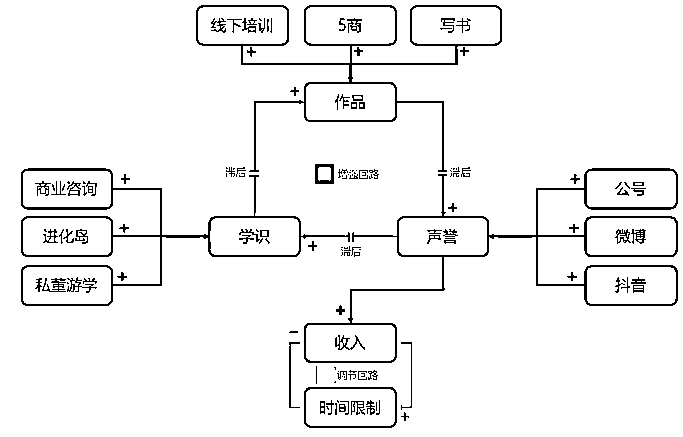 线下培训
5商
写书
+
+
+
作品
+
滞后
增强回路
滞后
商业咨询
+
进化岛
+
私董游学
+
学识
+
滞后
声誉
+
公号
+
微博
+
抖音
+
+
收入
−
调节回路
时间限制
+